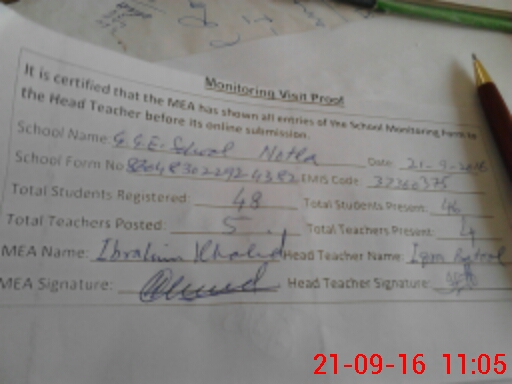 Monitoring Visit Proof
It is certified that the MEA has shown all entries of the School Monitoring Form to
the Head Teacher before its online submission.
School Name: G.G.E. School Notla Date: 21-9-2016
School Form No EMIS Code: 37260375
Total Students Registered: 48 Total Students Present: 46
Total Teachers Posted: 5 Total Teachers Present: 4
MEA Name: Ibrahim Khalid Head Teacher Name: Iqra Batool
MEA Signature: Head Teacher Signature:
21-09-16 11:05